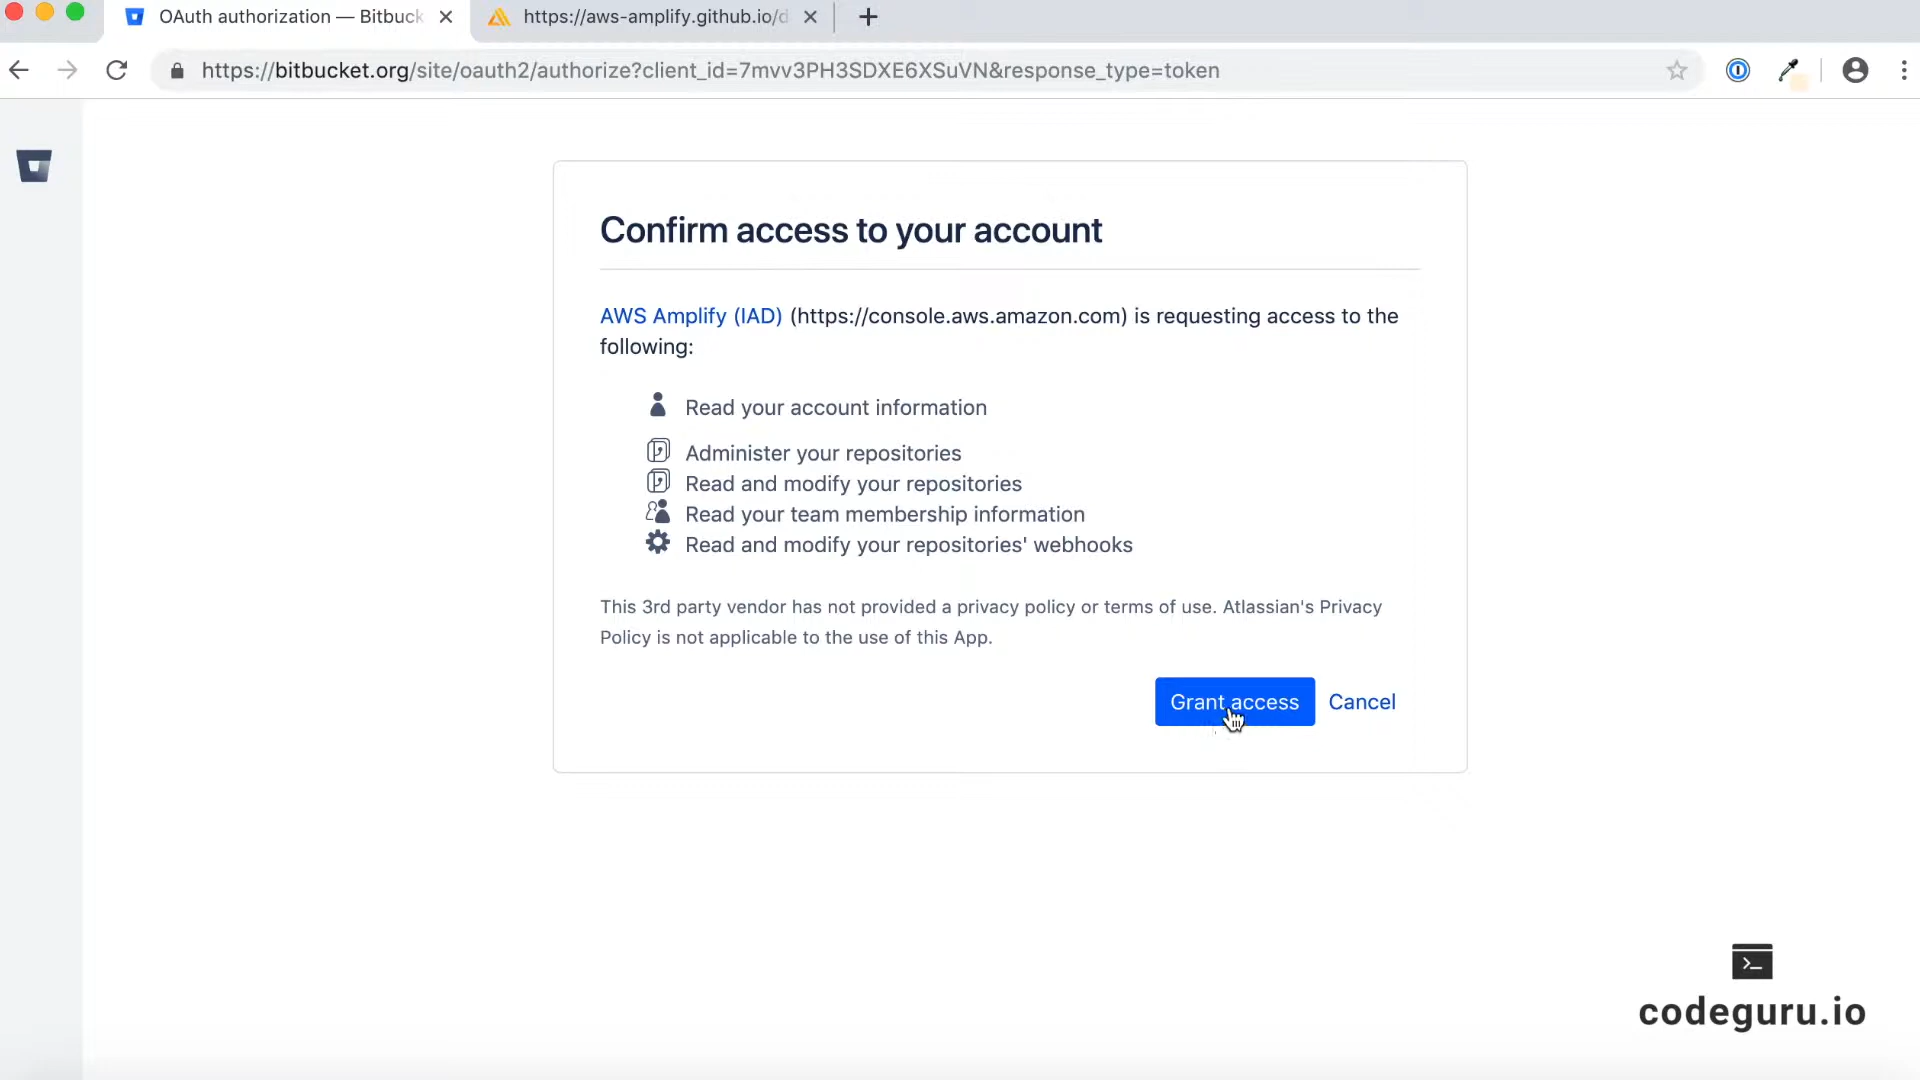 OAuth authorization — Bitbuck
https://aws-amplify.github.io/d
https://bitbucket.org/site/oauth2/authorize?client_id=7mvv3PH3SDXE6XSuVN&response_type=token
Confirm access to your account
AWS Amplify (IAD) (https://console.aws.amazon.com) is requesting access to the
following:
Read your account information
Administer your repositories
Read and modify your repositories
Read your team membership information
Read and modify your repositories' webhooks
This 3rd party vendor has not provided a privacy policy or terms of use. Atlassian's Privacy
Policy is not applicable to the use of this App.
Grant access Cancel
codeguru.io